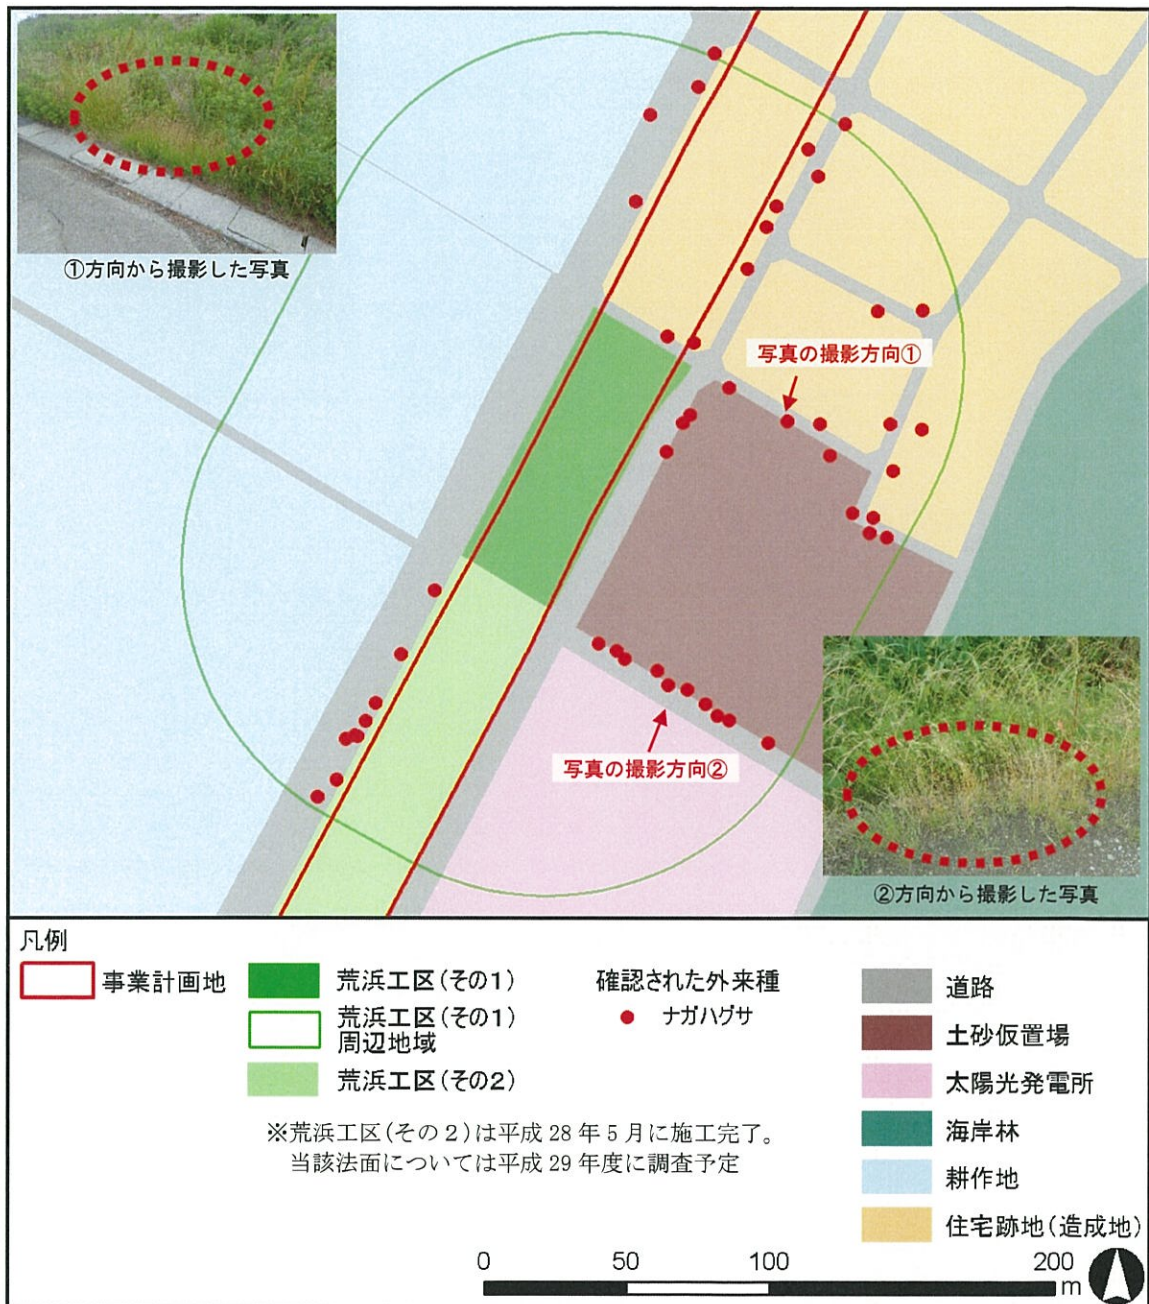 ①方向から撮影した写真
写真の撮影方向①
写真の撮影方向②
②方向から撮影した写真
凡例
事業計画地
荒浜工区(その1)
荒浜工区(その1)
周辺地域
荒浜工区(その2)
確認された外来種
ナガハグサ
道路
土砂仮置場
太陽光発電所
海岸林
耕作地
住宅跡地(造成地)
※荒浜工区(その2)は平成28年5月に施工完了。
当該法面については平成29年度に調査予定
0 50 100 200
m